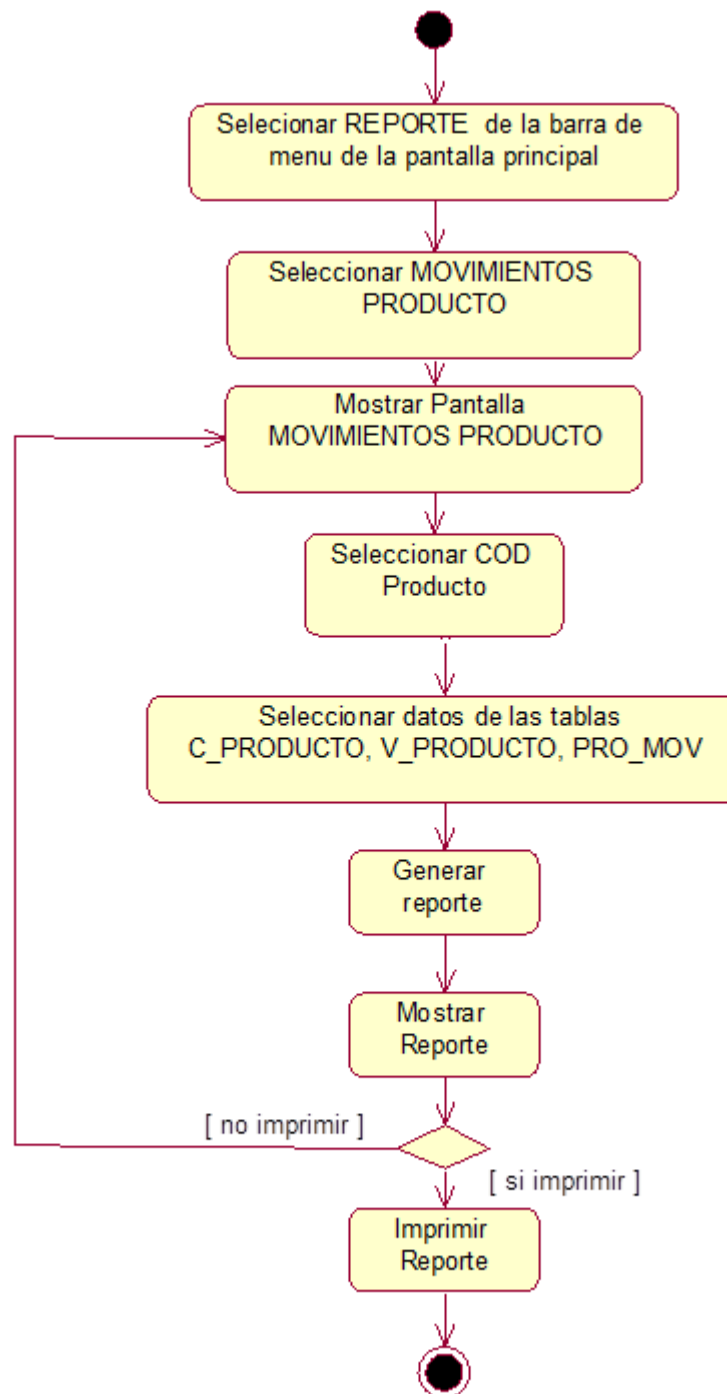 Selecionar REPORTE de la barra de
menu de la pantalla principal
Seleccionar MOVIMIENTOS
PRODUCTO
Mostrar Pantalla
MOVIMIENTOS PRODUCTO
Seleccionar COD
Producto
Seleccionar datos de las tablas
C_PRODUCTO, V_PRODUCTO, PRO_MOV
Generar
reporte
Mostrar
Reporte
[ no imprimir ]
[ si imprimir ]
Imprimir
Reporte